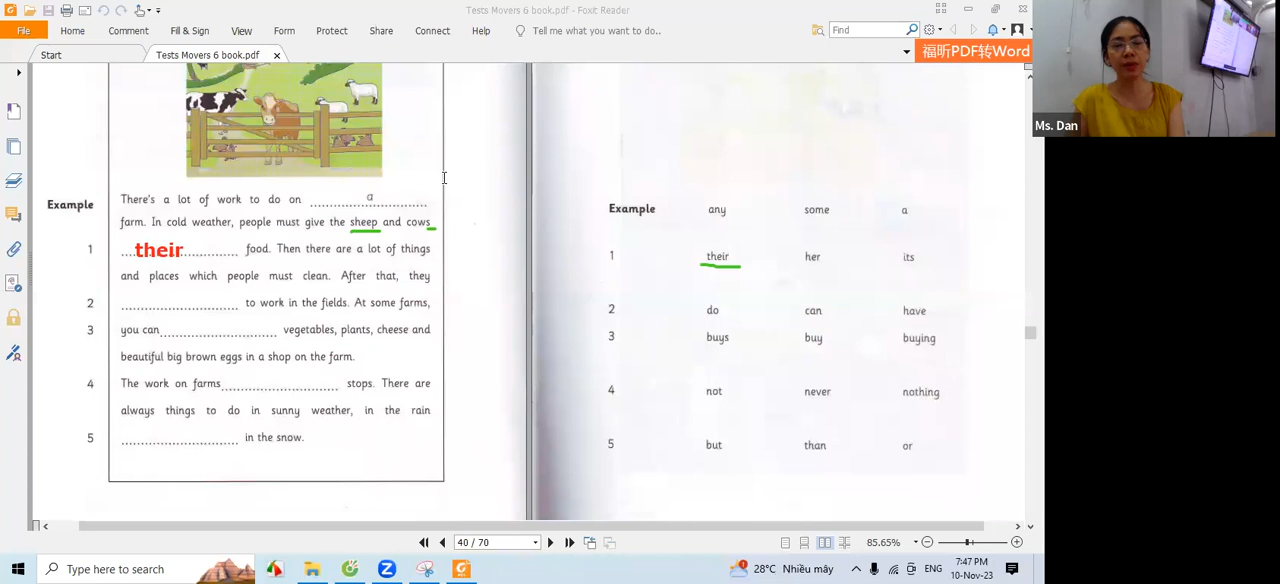 Tests Movers 6 book.pdf - Foxit Reader
File Home Comment Fill & Sign View Form Protect Share Connect Help Tell me what you want to do.. Find
Start Tests Movers 6 book.pdf
福昕PDF转Word
Ms. Dan
Example There's a lot of work to do on a
farm. In cold weather, people must give the sheep and cows
1 their food. Then there are a lot of things
and places which people must clean. After that, they
2 to work in the fields. At some farms,
3 you can vegetables, plants, cheese and
beautiful big brown eggs in a shop on the farm.
4 The work on farms stops. There are
always things to do in sunny weather, in the rain
5 in the snow.
Example any some a
1 their her its
2 do can have
3 buys buy buying
4 not never nothing
5 but than or
40 / 70 85.65%
Type here to search 28°C Nhiều mây ENG 7:47 PM
10-Nov-23